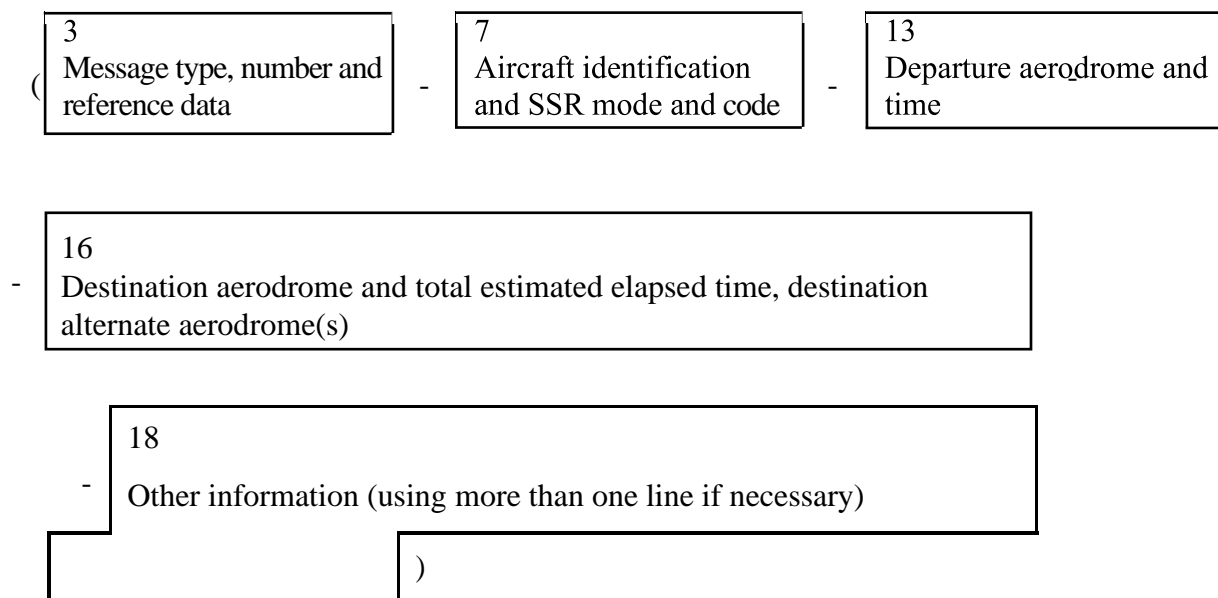 3
Message type, number and
reference data
(
-
7
Aircraft identification
and SSR mode and code
-
13
Departure aerodrome and
time
-
16
Destination aerodrome and total estimated elapsed time, destination
alternate aerodrome(s)
-
18
Other information (using more than one line if necessary)
)